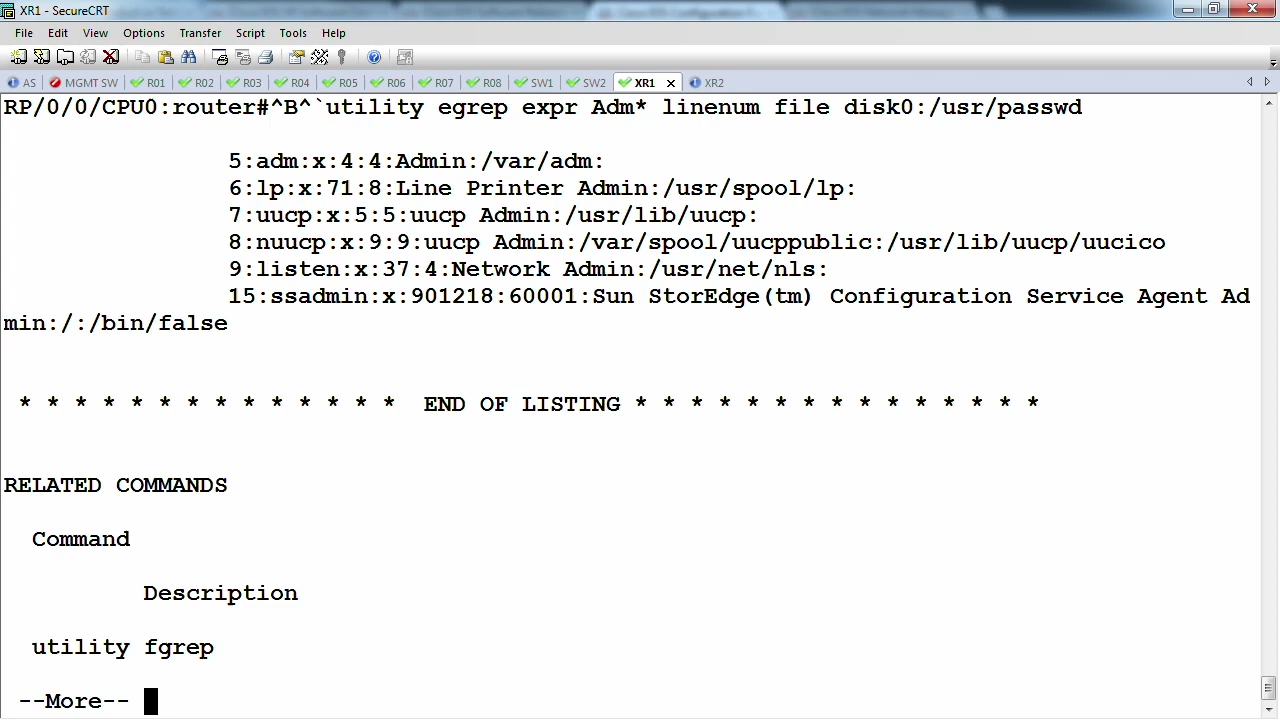 XR1 - SecureCRT
File Edit View Options Transfer Script Tools Help
AS MGMT SW R01 R02 R03 R04 R05 R06 R07 R08 SW1 SW2 XR1 XR2
RP/0/0/CPU0:router#^B^`utility egrep expr Adm* linenum file disk0:/usr/passwd
5:adm:x:4:4:Admin:/var/adm:
6:lp:x:71:8:Line Printer Admin:/usr/spool/lp:
7:uucp:x:5:5:uucp Admin:/usr/lib/uucp:
8:nuucp:x:9:9:uucp Admin:/var/spool/uucppublic:/usr/lib/uucp/uucico
9:listen:x:37:4:Network Admin:/usr/net/nls:
15:ssadmin:x:901218:60001:Sun StorEdge(tm) Configuration Service Agent Ad
min:/:/bin/false
* * * * * * * * * * * * * * END OF LISTING * * * * * * * * * * * * * * *
RELATED COMMANDS
Command
Description
utility fgrep
--More--